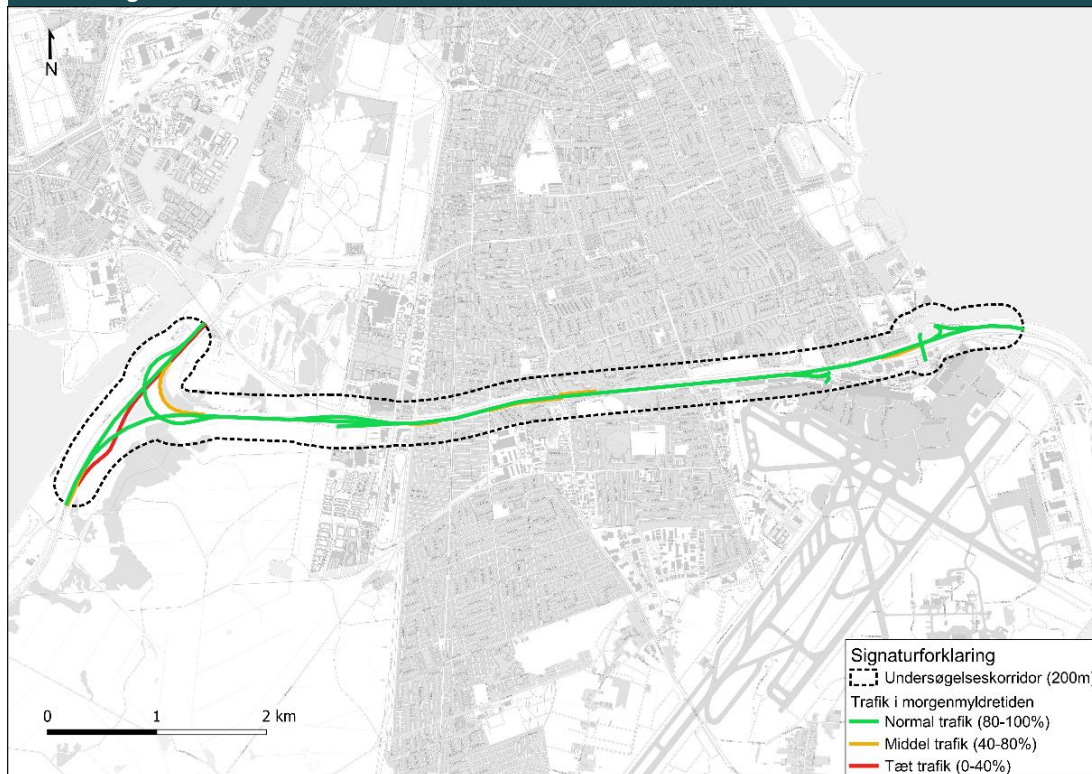 N
0 1 2 km
Signaturforklaring
Undersøgelseskorridor (200m)
Trafik i morgenmyldretiden
Normal trafik (80-100%)
Middel trafik (40-80%)
Tæt trafik (0-40%)